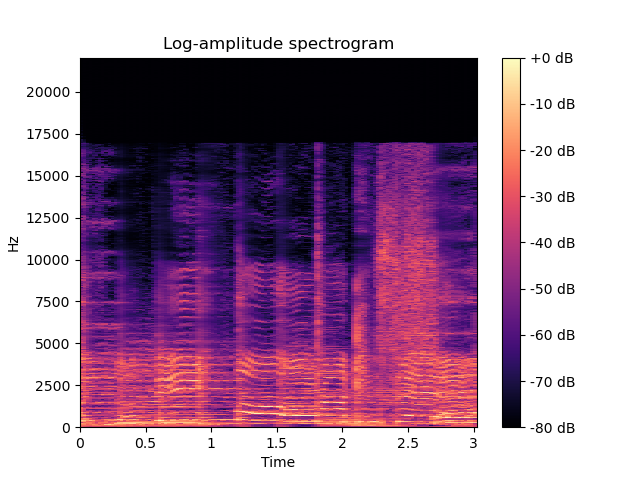 Log-amplitude spectrogram
Hz
20000
17500
15000
12500
10000
7500
5000
2500
0
0 0.5 1 1.5 2 2.5 3
Time
+0 dB
-10 dB
-20 dB
-30 dB
-40 dB
-50 dB
-60 dB
-70 dB
-80 dB